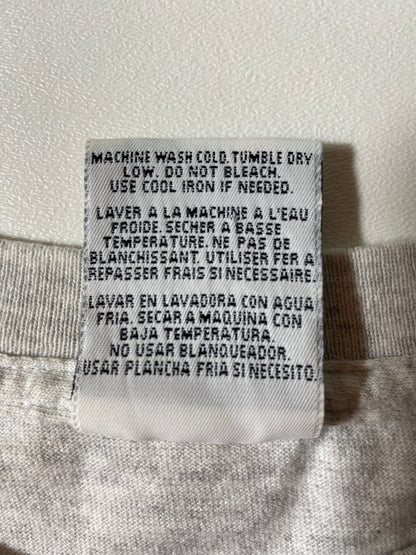 MACHINE WASH COLD. TUMBLE DRY
LOW. DO NOT BLEACH.
USE COOL IRON IF NEEDED.
LAVER A LA MACHINE A L'EAU
FROIDE. SECHER A BASSE
TEMPERATURE. NE PAS DE
BLANCHISSANT. UTILISER FER A
REPASSER FRAIS SI NECESSAIRE.
LAVAR EN LAVADORA CON AGUA
FRIA. SECAR A MAQUINA CON
BAJA TEMPERATURA.
NO USAR BLANQUEADOR.
USAR PLANCHA FRIA SI NECESITO.